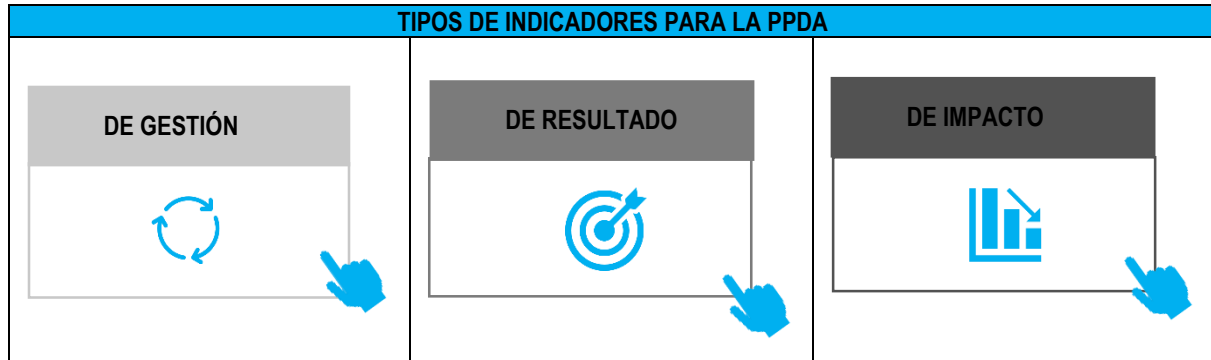 TIPOS DE INDICADORES PARA LA PPDA
DE GESTIÓN
DE RESULTADO
DE IMPACTO